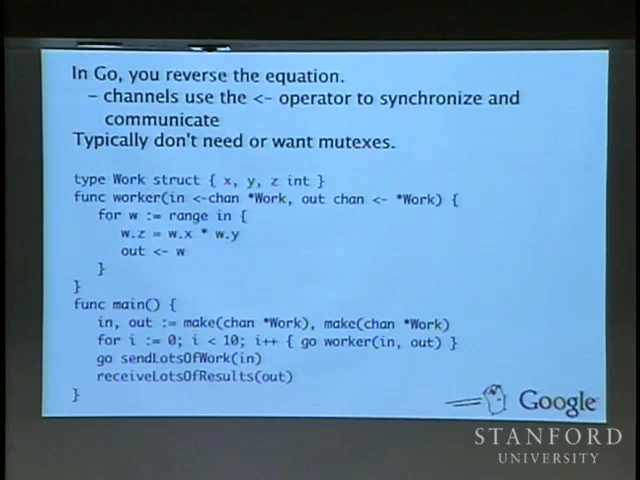 In Go, you reverse the equation.
– channels use the <- operator to synchronize and
communicate
Typically don't need or want mutexes.
type Work struct { x, y, z int }
func worker(in <-chan *Work, out chan <- *Work) {
for w := range in {
w.z = w.x * w.y
out <- w
}
}
func main() {
in, out := make(chan *Work), make(chan *Work)
for i := 0; i < 10; i++ { go worker(in, out) }
go sendLotsOfWork(in)
receiveLotsOfResults(out)
}
Google
STANFORD
UNIVERSITY